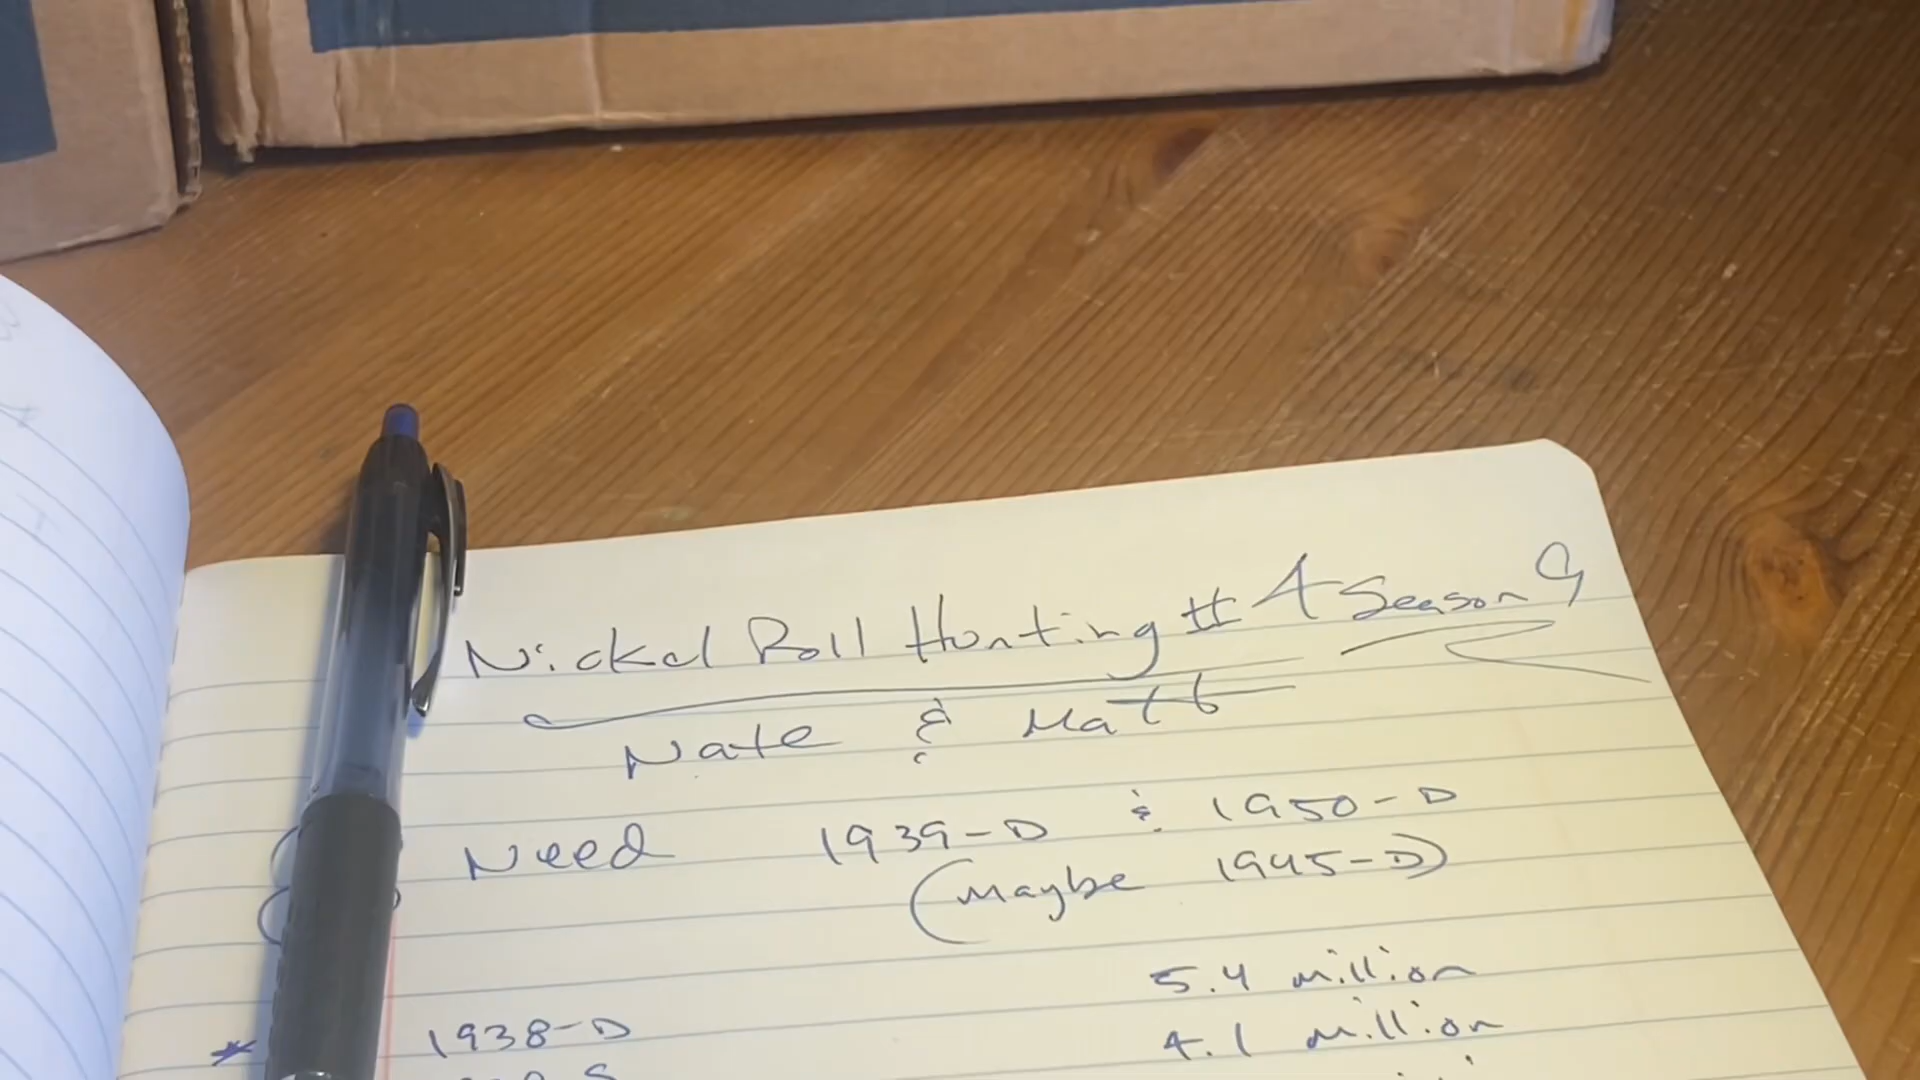 Nickel Roll Hunting #4 Season 9
Nate & Matt
Need 1939-D & 1950-D
(Maybe 1945-D)
5.4 million
* 1938-D 4.1 million